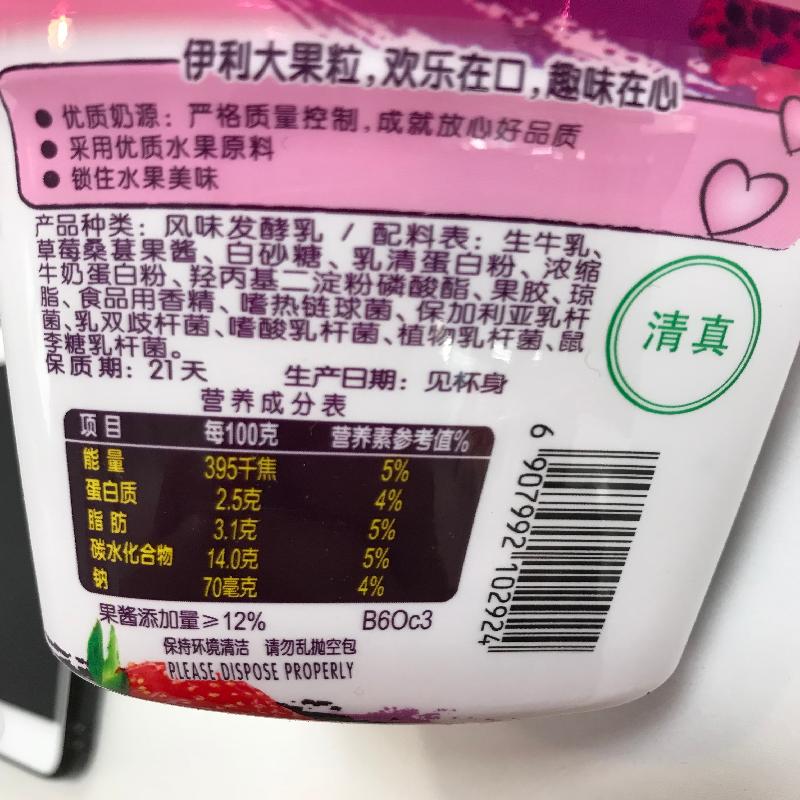 伊利大果粒,欢乐在口,趣味在心
● 优质奶源：严格质量控制,成就放心好品质
● 采用优质水果原料
● 锁住水果美味
产品种类：风味发酵乳 / 配料表：生牛乳、
草莓桑葚果酱、白砂糖、乳清蛋白粉、浓缩
牛奶蛋白粉、羟丙基二淀粉磷酸酯、果胶、琼
脂、食品用香精、嗜热链球菌、保加利亚乳杆
菌、乳双歧杆菌、嗜酸乳杆菌、植物乳杆菌、鼠
李糖乳杆菌。
保质期：21天 生产日期：见杯身
清真
营养成分表
项目 每100克 营养素参考值%
能量 395千焦 5%
蛋白质 2.5克 4%
脂肪 3.1克 5%
碳水化合物 14.0克 5%
钠 70毫克 4%
果酱添加量≥12% B6Oc3
保持环境清洁 请勿乱抛空包
PLEASE DISPOSE PROPERLY
6 907992 102924